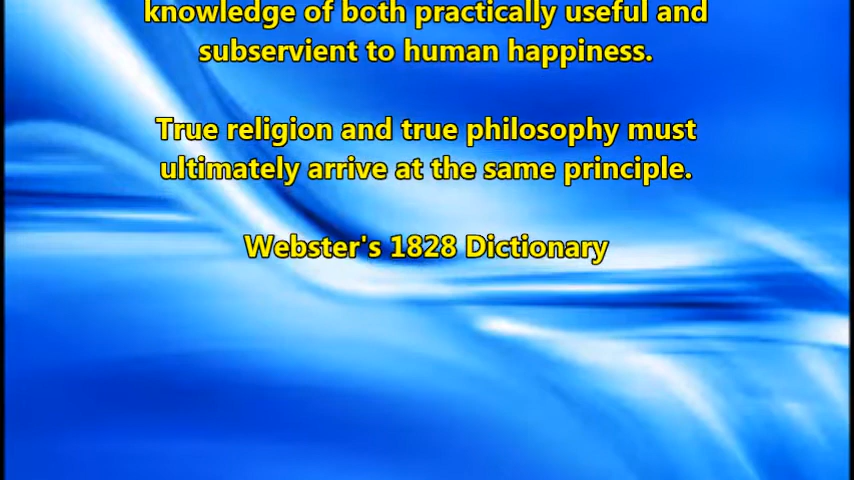 knowledge of both practically useful and
subservient to human happiness.
True religion and true philosophy must
ultimately arrive at the same principle.
Webster's 1828 Dictionary